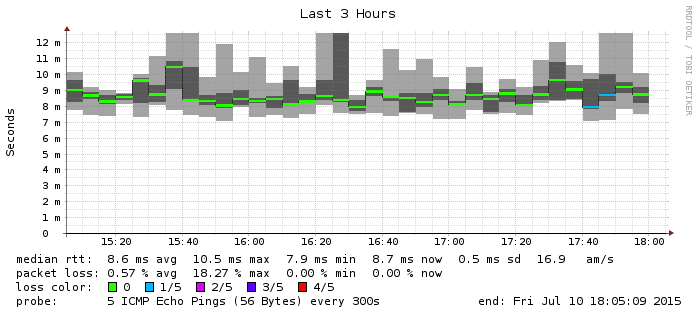 Last 3 Hours
RRDTOOL / TOBI OETIKER
Seconds
12 m
11 m
10 m
9 m
8 m
7 m
6 m
5 m
4 m
3 m
2 m
1 m
0
15:20 15:40 16:00 16:20 16:40 17:00 17:20 17:40 18:00
median rtt: 8.6 ms avg 10.5 ms max 7.9 ms min 8.7 ms now 0.5 ms sd 16.9 am/s
packet loss: 0.57 % avg 18.27 % max 0.00 % min 0.00 % now
loss color: 0 1/5 2/5 3/5 4/5
probe: 5 ICMP Echo Pings (56 Bytes) every 300s end: Fri Jul 10 18:05:09 2015